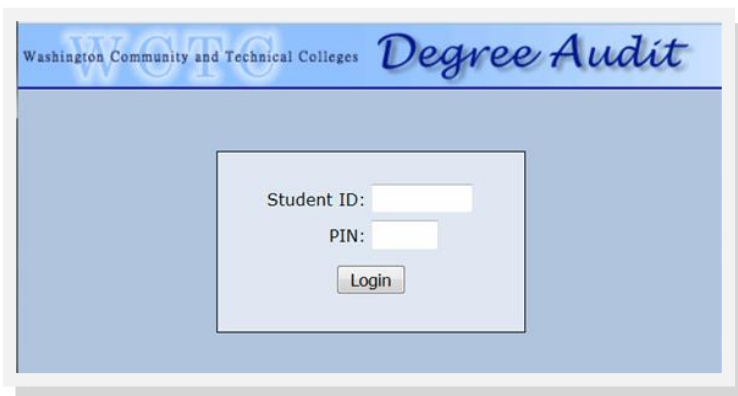 WCTC
Washington Community and Technical Colleges Degree Audit
Student ID:
PIN:
Login